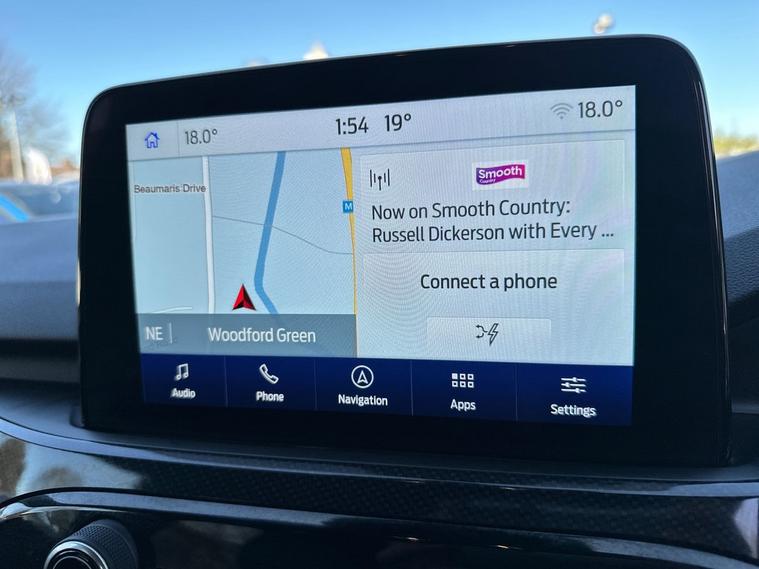 18.0°
1:54 19°
18.0°
Beaumaris Drive
M
Smooth
Country
Now on Smooth Country:
Russell Dickerson with Every ...
Connect a phone
NE
Woodford Green
Audio
Phone
Navigation
Apps
Settings